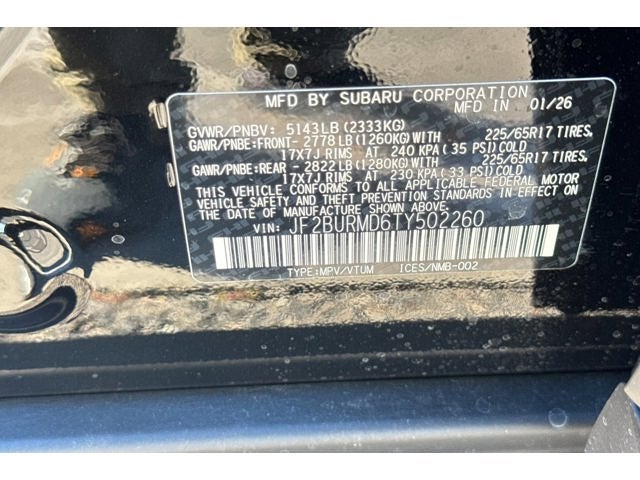 MFD BY SUBARU CORPORATION
MFD IN 01/26
GVWR/PNBV: 5143LB(2333KG)
GAWR/PNBE:FRONT- 2778LB(1260KG)WITH 225/65R17 TIRES,
17X7J RIMS AT 240 KPA(35 PSI)COLD
GAWR/PNBE:REAR - 2822LB(1280KG)WITH 225/65R17 TIRES,
17X7J RIMS AT 230 KPA(33 PSI)COLD
THIS VEHICLE CONFORMS TO ALL APPLICABLE FEDERAL MOTOR
VEHICLE SAFETY AND THEFT PREVENTION STANDARDS IN EFFECT
ON THE DATE OF MANUFACTURE SHOWN ABOVE.
VIN: JF2BURMD6TY502260
TYPE:MPV/VTUM ICES/NMB-002